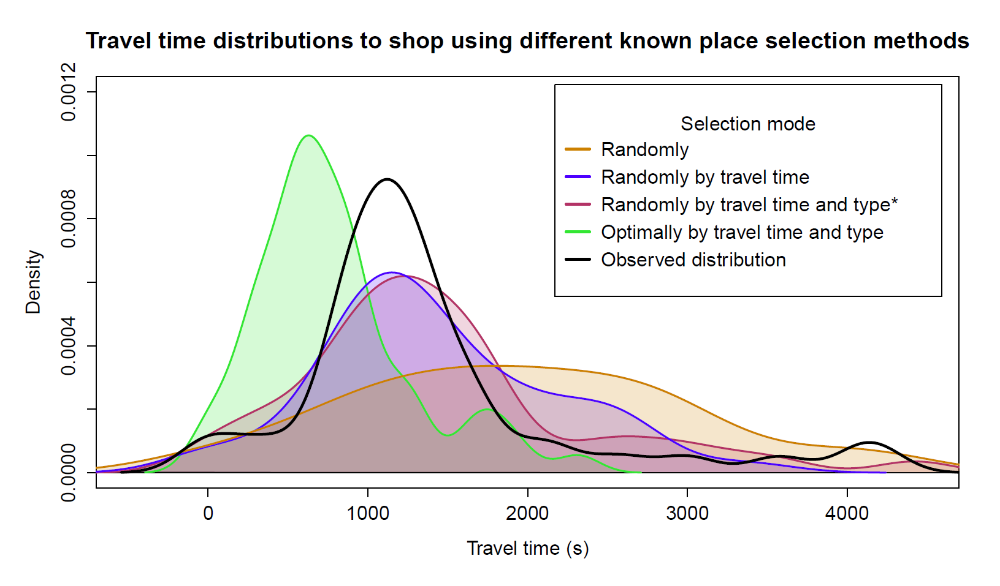 Travel time distributions to shop using different known place selection methods
Density
0.0012
0.0008
0.0004
0.0000
Selection mode
Randomly
Randomly by travel time
Randomly by travel time and type*
Optimally by travel time and type
Observed distribution
0
1000
2000
3000
4000
Travel time (s)